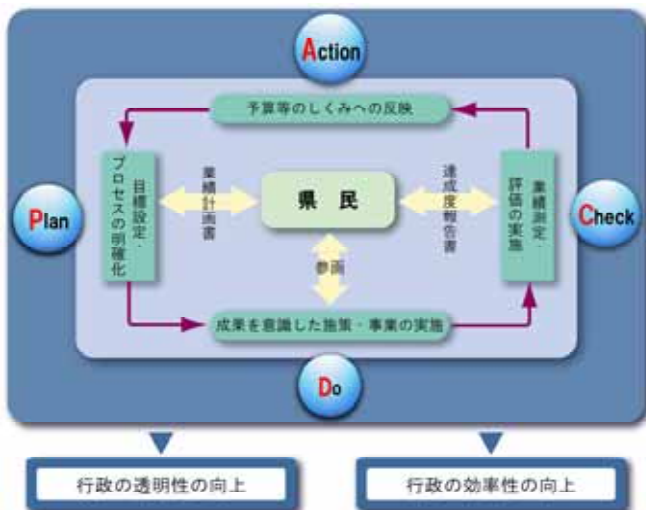 Action
予算等のしくみへの反映
Plan
目標設定・
プロセスの明確化
業績計画書
県 民
達成度報告書
業績測定・
評価の実施
Check
参画
成果を意識した施策・事業の実施
Do
行政の透明性の向上
行政の効率性の向上